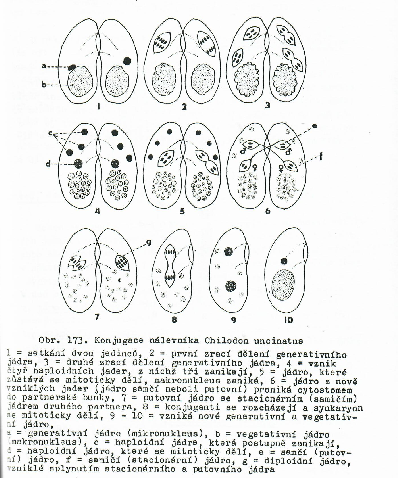 a
b
1
2
3
c
d
e
f
4
5
6
g
7
8
9
10
Obr. 173. Konjugace nálevníka Chilodon uncinatus
1 = setkání dvou jedinců, 2 = první zrací dělení generativního
jádra, 3 = druhé zrací dělení generativního jádra, 4 = vznik
čtyř haploidních jader, z nichž tři zanikají, 5 = jádro, které
zůstává se mitoticky dělí, makronukleus zaniká, 6 = jádro z nově
vzniklých jader (jádro samčí neboli putovní) proniká cytostomem
do partnerské buňky, 7 = putovní jádro se stacionárním (samičím)
jádrem druhého partnera, 8 = konjuganti se rozcházejí a synkaryon
se mitoticky dělí, 9 - 10 = vzniká nové generativní a vegetativ-
ní jádro,
a = generativní jádro (mikronukleus), b = vegetativní jádro
(makronukleus), c = haploidní jádra, která postupně zanikají,
d = haploidní jádro, které se mitoticky dělí, e = samčí (putov-
ní) jádro, f = samičí (stacionární) jádro, g = diploidní jádro,
vzniklé splynutím stacionárního a putovního jádra